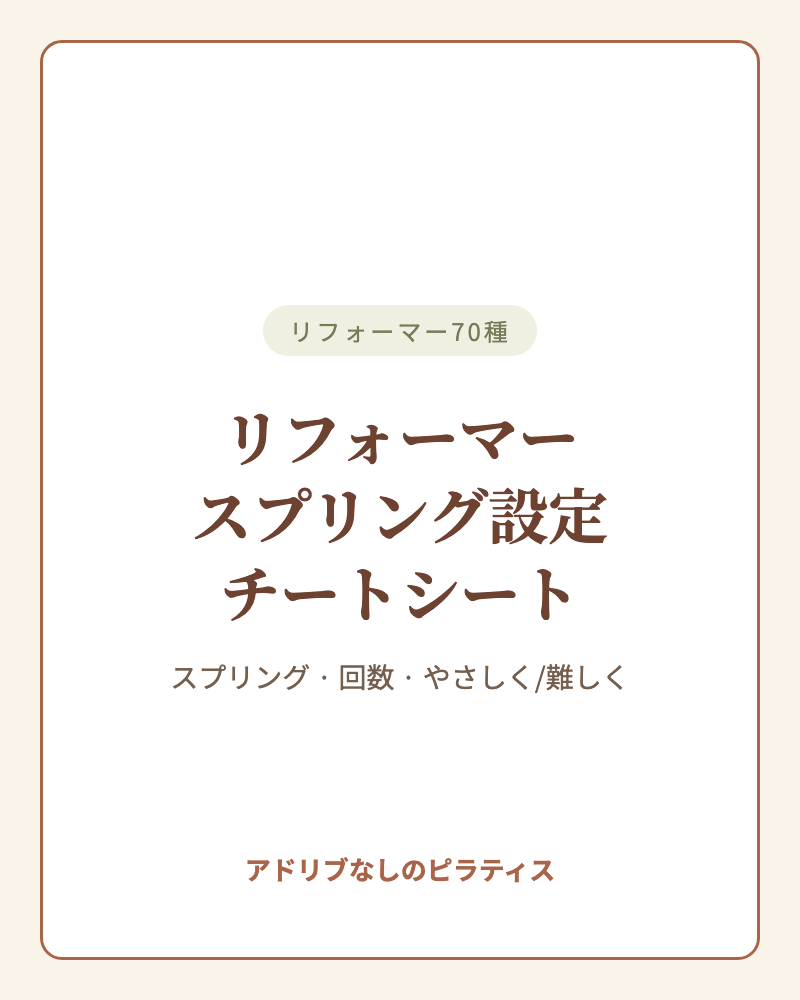 リフォーマー70種
リフォーマー
スプリング設定
チートシート
スプリング · 回数 · やさしく/難しく
アドリブなしのピラティス